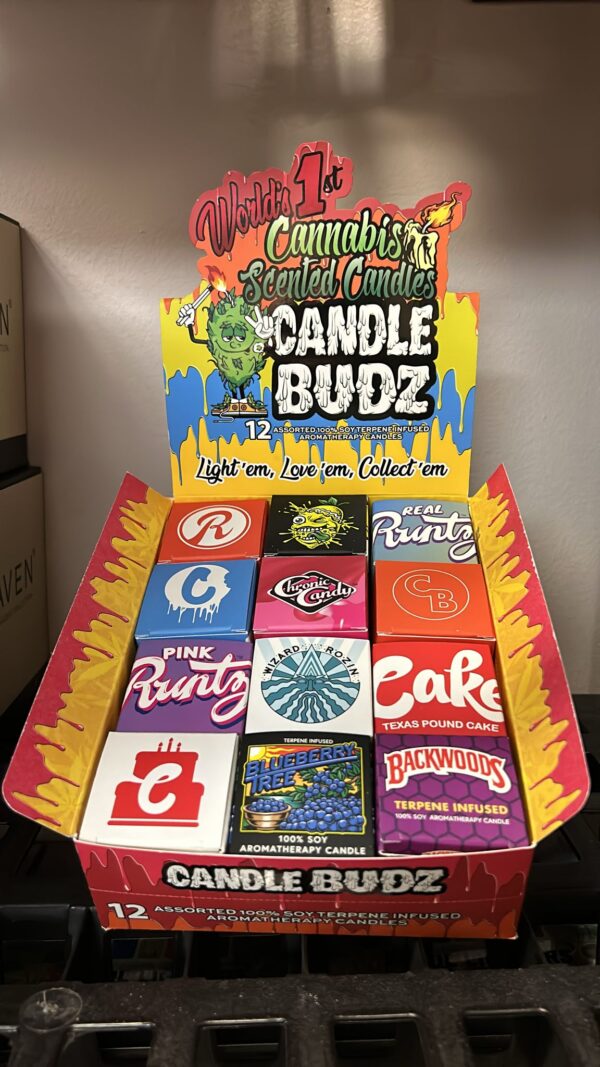 World's 1st
Cannabis
Scented Candles
CANDLE
BUDZ
12 ASSORTED 100% SOY TERPENE INFUSED
AROMATHERAPY CANDLES
Light 'em, Love 'em, Collect 'em
R
REAL
Runtz
C
Chronic
Candy
CB
PINK
Runtz
WIZARD ROZIN
Cake
TEXAS POUND CAKE
C
TERPENE INFUSED
BLUEBERRY
TREE
100% SOY
AROMATHERAPY CANDLE
BACKWOODS
TERPENE INFUSED
100% SOY AROMATHERAPY CANDLE
CANDLE BUDZ
12 ASSORTED 100% SOY TERPENE INFUSED
AROMATHERAPY CANDLES